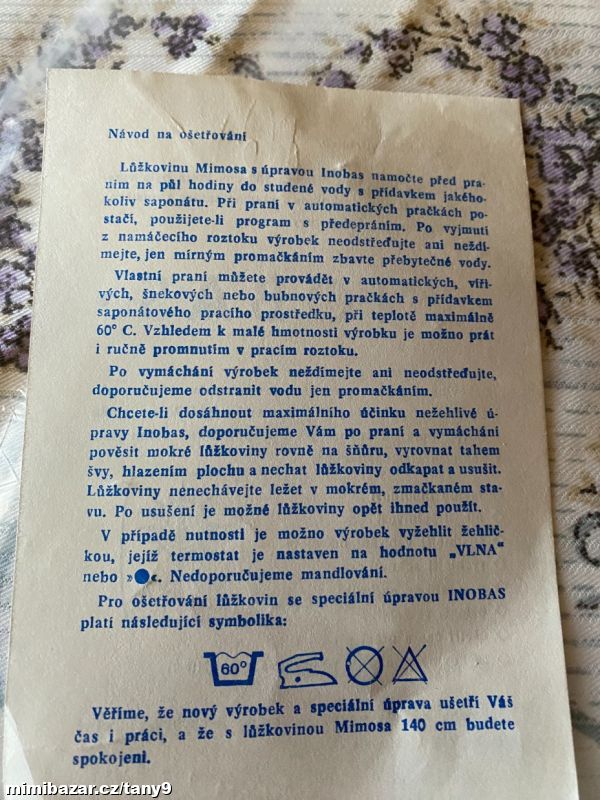 Návod na ošetřování
Lůžkovinu Mimosa s úpravou Inobas namočte před pra-
ním na půl hodiny do studené vody s přídavkem jakého-
koliv saponátu. Při praní v automatických pračkách po-
stačí, použijete-li program s předepráním. Po vyjmutí
z namáčecího roztoku výrobek neodstřeďujte ani neždí-
mejte, jen mírným promačkáním zbavte přebytečné vody.
Vlastní praní můžete provádět v automatických, víři-
vých, šnekových nebo bubnových pračkách s přídavkem
saponátového pracího prostředku, při teplotě maximálně
60° C. Vzhledem k malé hmotnosti výrobku je možno prát
i ručně promnutím v pracím roztoku.
Po vymáchání výrobek neždímejte ani neodstřeďujte,
doporučujeme odstranit vodu jen promačkáním.
Chcete-li dosáhnout maximálního účinku nežehlivé ú-
pravy Inobas, doporučujeme Vám po praní a vymáchání
pověsit mokré lůžkoviny rovně na šňůru, vyrovnat tahem
švy, hlazením plochu a nechat lůžkoviny odkapat a usušit.
Lůžkoviny nenechávejte ležet v mokrém, zmačkaném sta-
vu. Po usušení je možné lůžkoviny opět ihned použít.
V případě nutnosti je možno výrobek vyžehlit žehlič-
kou, jejíž termostat je nastaven na hodnotu „VLNA“
nebo »●«. Nedoporučujeme mandlování.
Pro ošetřování lůžkovin se speciální úpravou INOBAS
platí následující symbolika:
60°
Věříme, že nový výrobek a speciální úprava ušetří Váš
čas i práci, a že s lůžkovinou Mimosa 140 cm budete
spokojeni.
mimibazar.cz/tany9